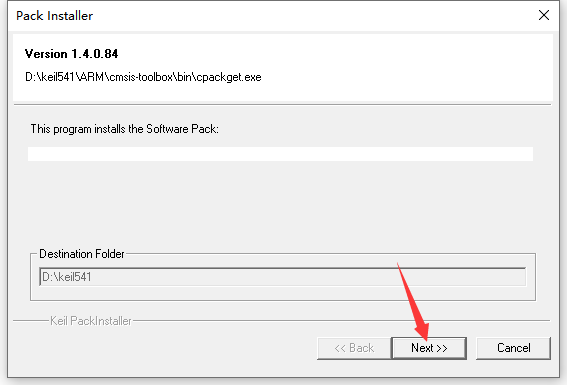 Pack Installer
Version 1.4.0.84
D:\keil541\ARM\cmsis-toolbox\bin\cpackget.exe
This program installs the Software Pack:
Destination Folder
D:\keil541
Keil PackInstaller
<< Back
Next >>
Cancel